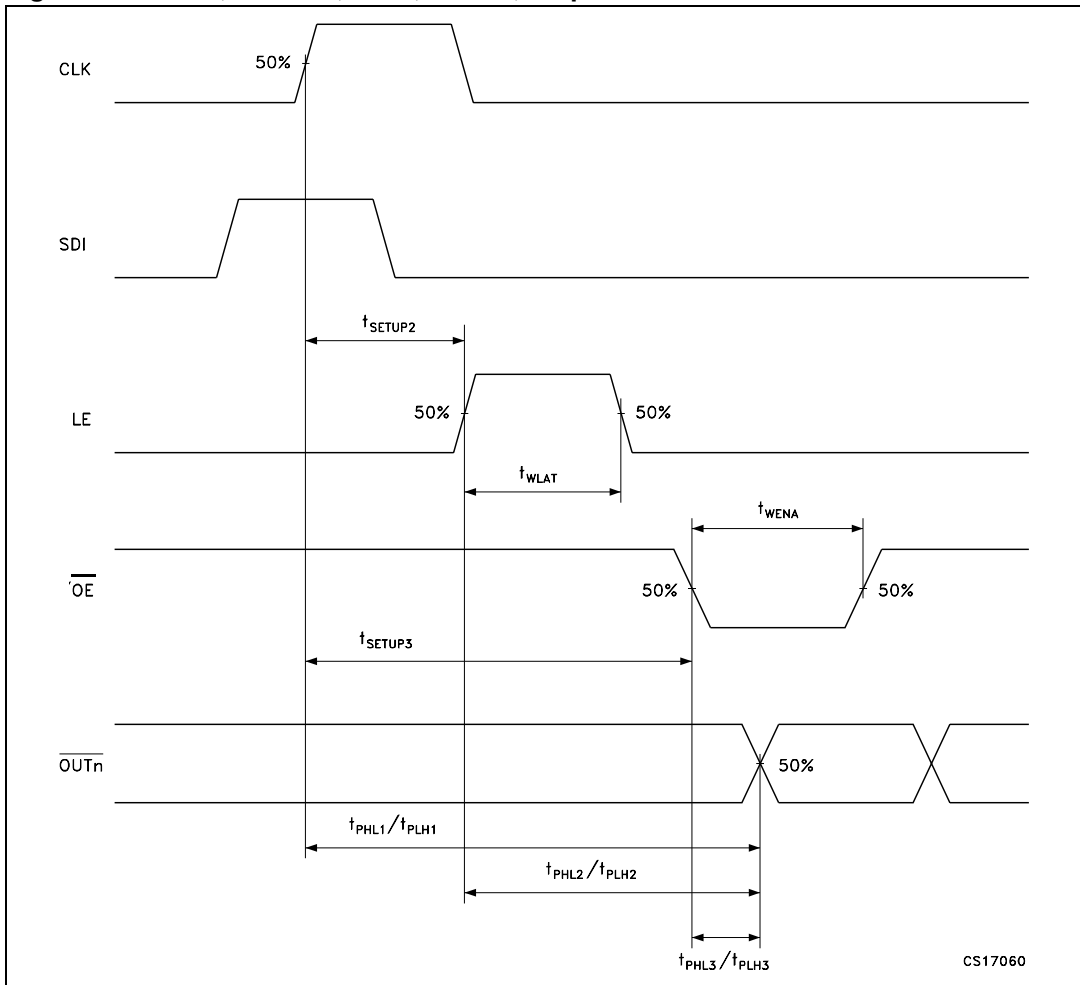 CLK
50%
SDI
tSETUP2
LE
50%
50%
tWLAT
tWENA
OE
50%
50%
tSETUP3
OUTn
50%
tPHL1/tPLH1
tPHL2/tPLH2
tPHL3/tPLH3
CS17060